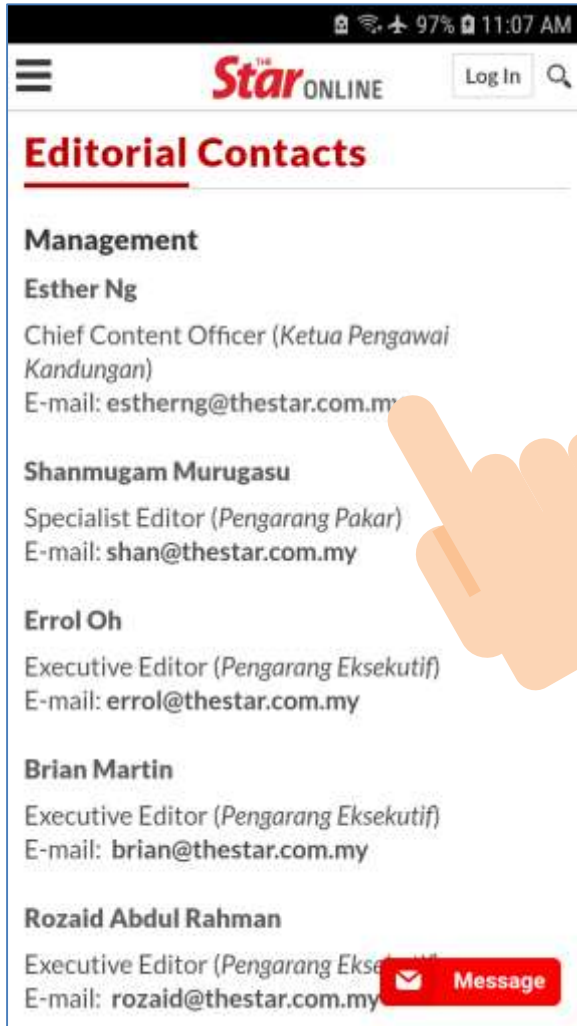 97% 11:07 AM
THE
Star ONLINE
Log In
Editorial Contacts
Management
Esther Ng
Chief Content Officer (Ketua Pengawai
Kandungan)
E-mail: estherng@thestar.com.m
Shanmugam Murugasu
Specialist Editor (Pengarang Pakar)
E-mail: shan@thestar.com.my
Errol Oh
Executive Editor (Pengarang Eksekutif)
E-mail: errol@thestar.com.my
Brian Martin
Executive Editor (Pengarang Eksekutif)
E-mail: brian@thestar.com.my
Rozaid Abdul Rahman
Executive Editor (Pengarang Ekse
E-mail: rozaid@thestar.com.my
Message